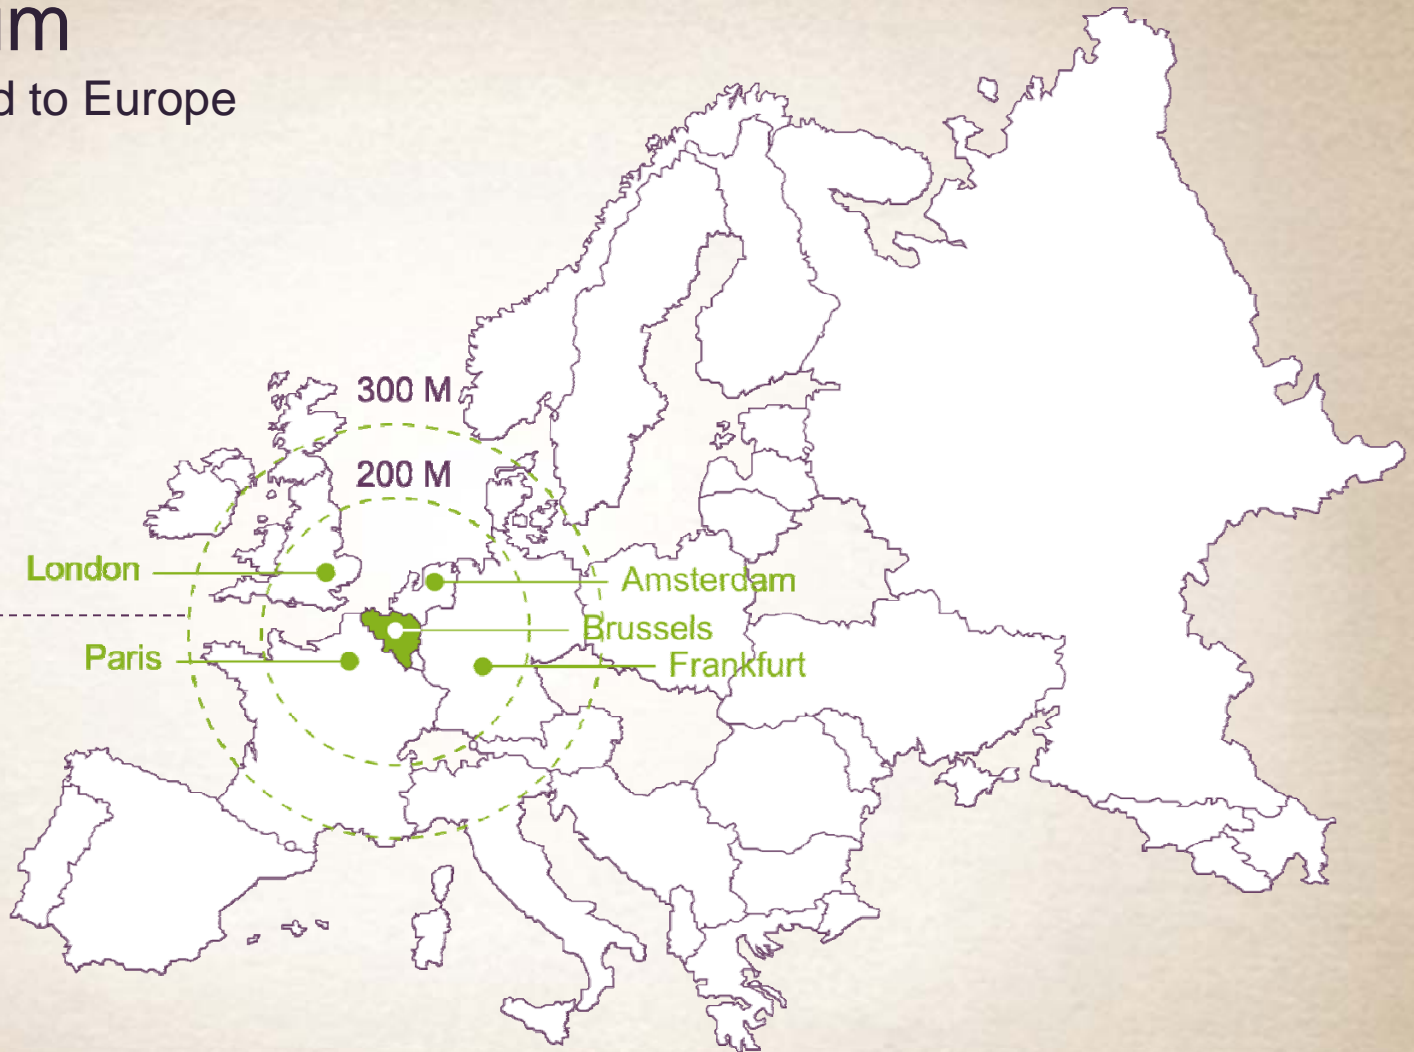 d to Europe
300 M
200 M
London
Amsterdam
Brussels
Paris
Frankfurt